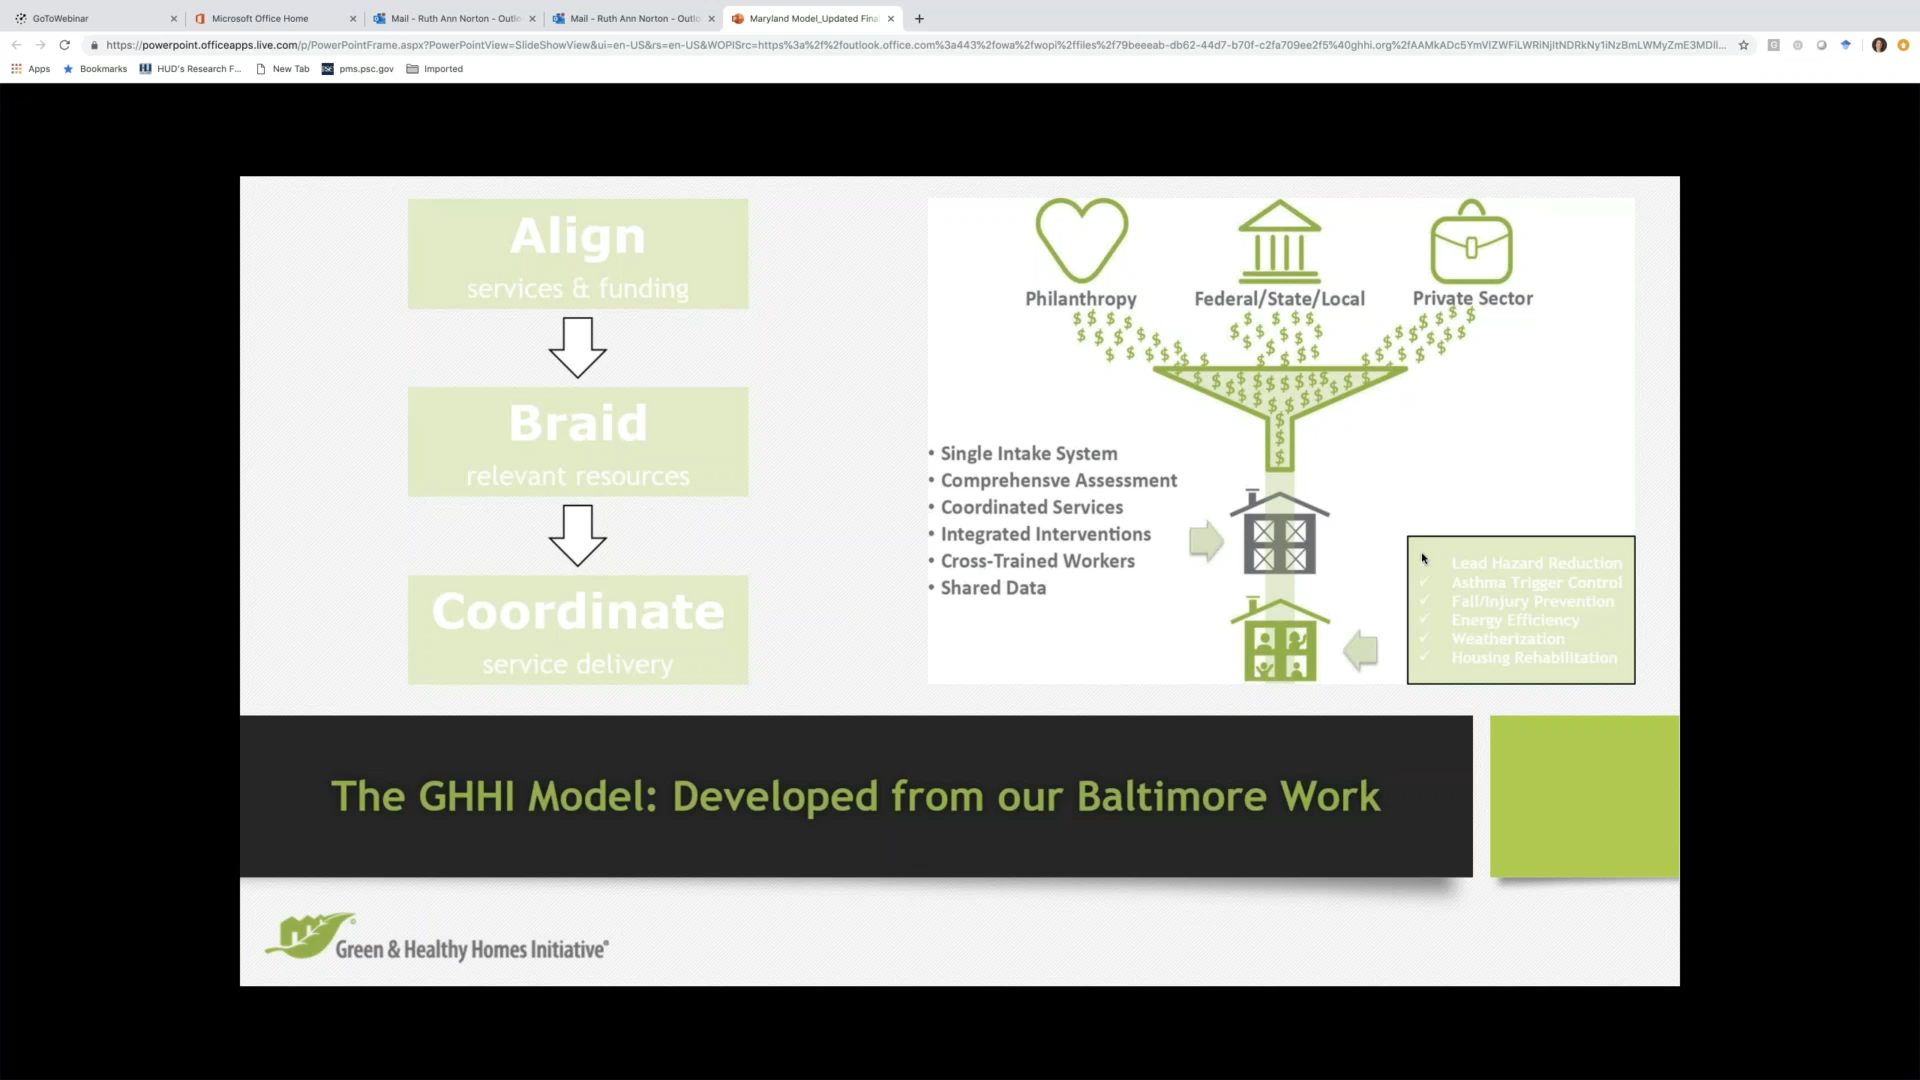 GoToWebinar
Microsoft Office Home
Mail - Ruth Ann Norton - Outlo
Mail - Ruth Ann Norton - Outlo
Maryland Model_Updated Fina
https://powerpoint.officeapps.live.com/p/PowerPointFrame.aspx?PowerPointView=SlideShowView&ui=en-US&rs=en-US&WOPISrc=https%3a%2f%2foutlook.office.com%3a443%2fowa%2fwopi%2ffiles%2f79beeeab-db62-44d7-b70f-c2fa709ee2f5%40ghhi.org%2fAAMkADc5YmVlZWFiLWRiNjItNDRkNy1iNzBmLWMyZmE3MDll...
Apps
Bookmarks
HUD's Research F...
New Tab
pms.psc.gov
Imported
Align
services & funding
Braid
relevant resources
Coordinate
service delivery
Philanthropy
Federal/State/Local
Private Sector
• Single Intake System
• Comprehensve Assessment
• Coordinated Services
• Integrated Interventions
• Cross-Trained Workers
• Shared Data
Lead Hazard Reduction
✓ Asthma Trigger Control
✓ Fall/Injury Prevention
✓ Energy Efficiency
✓ Weatherization
✓ Housing Rehabilitation
The GHHI Model: Developed from our Baltimore Work
Green & Healthy Homes Initiative®